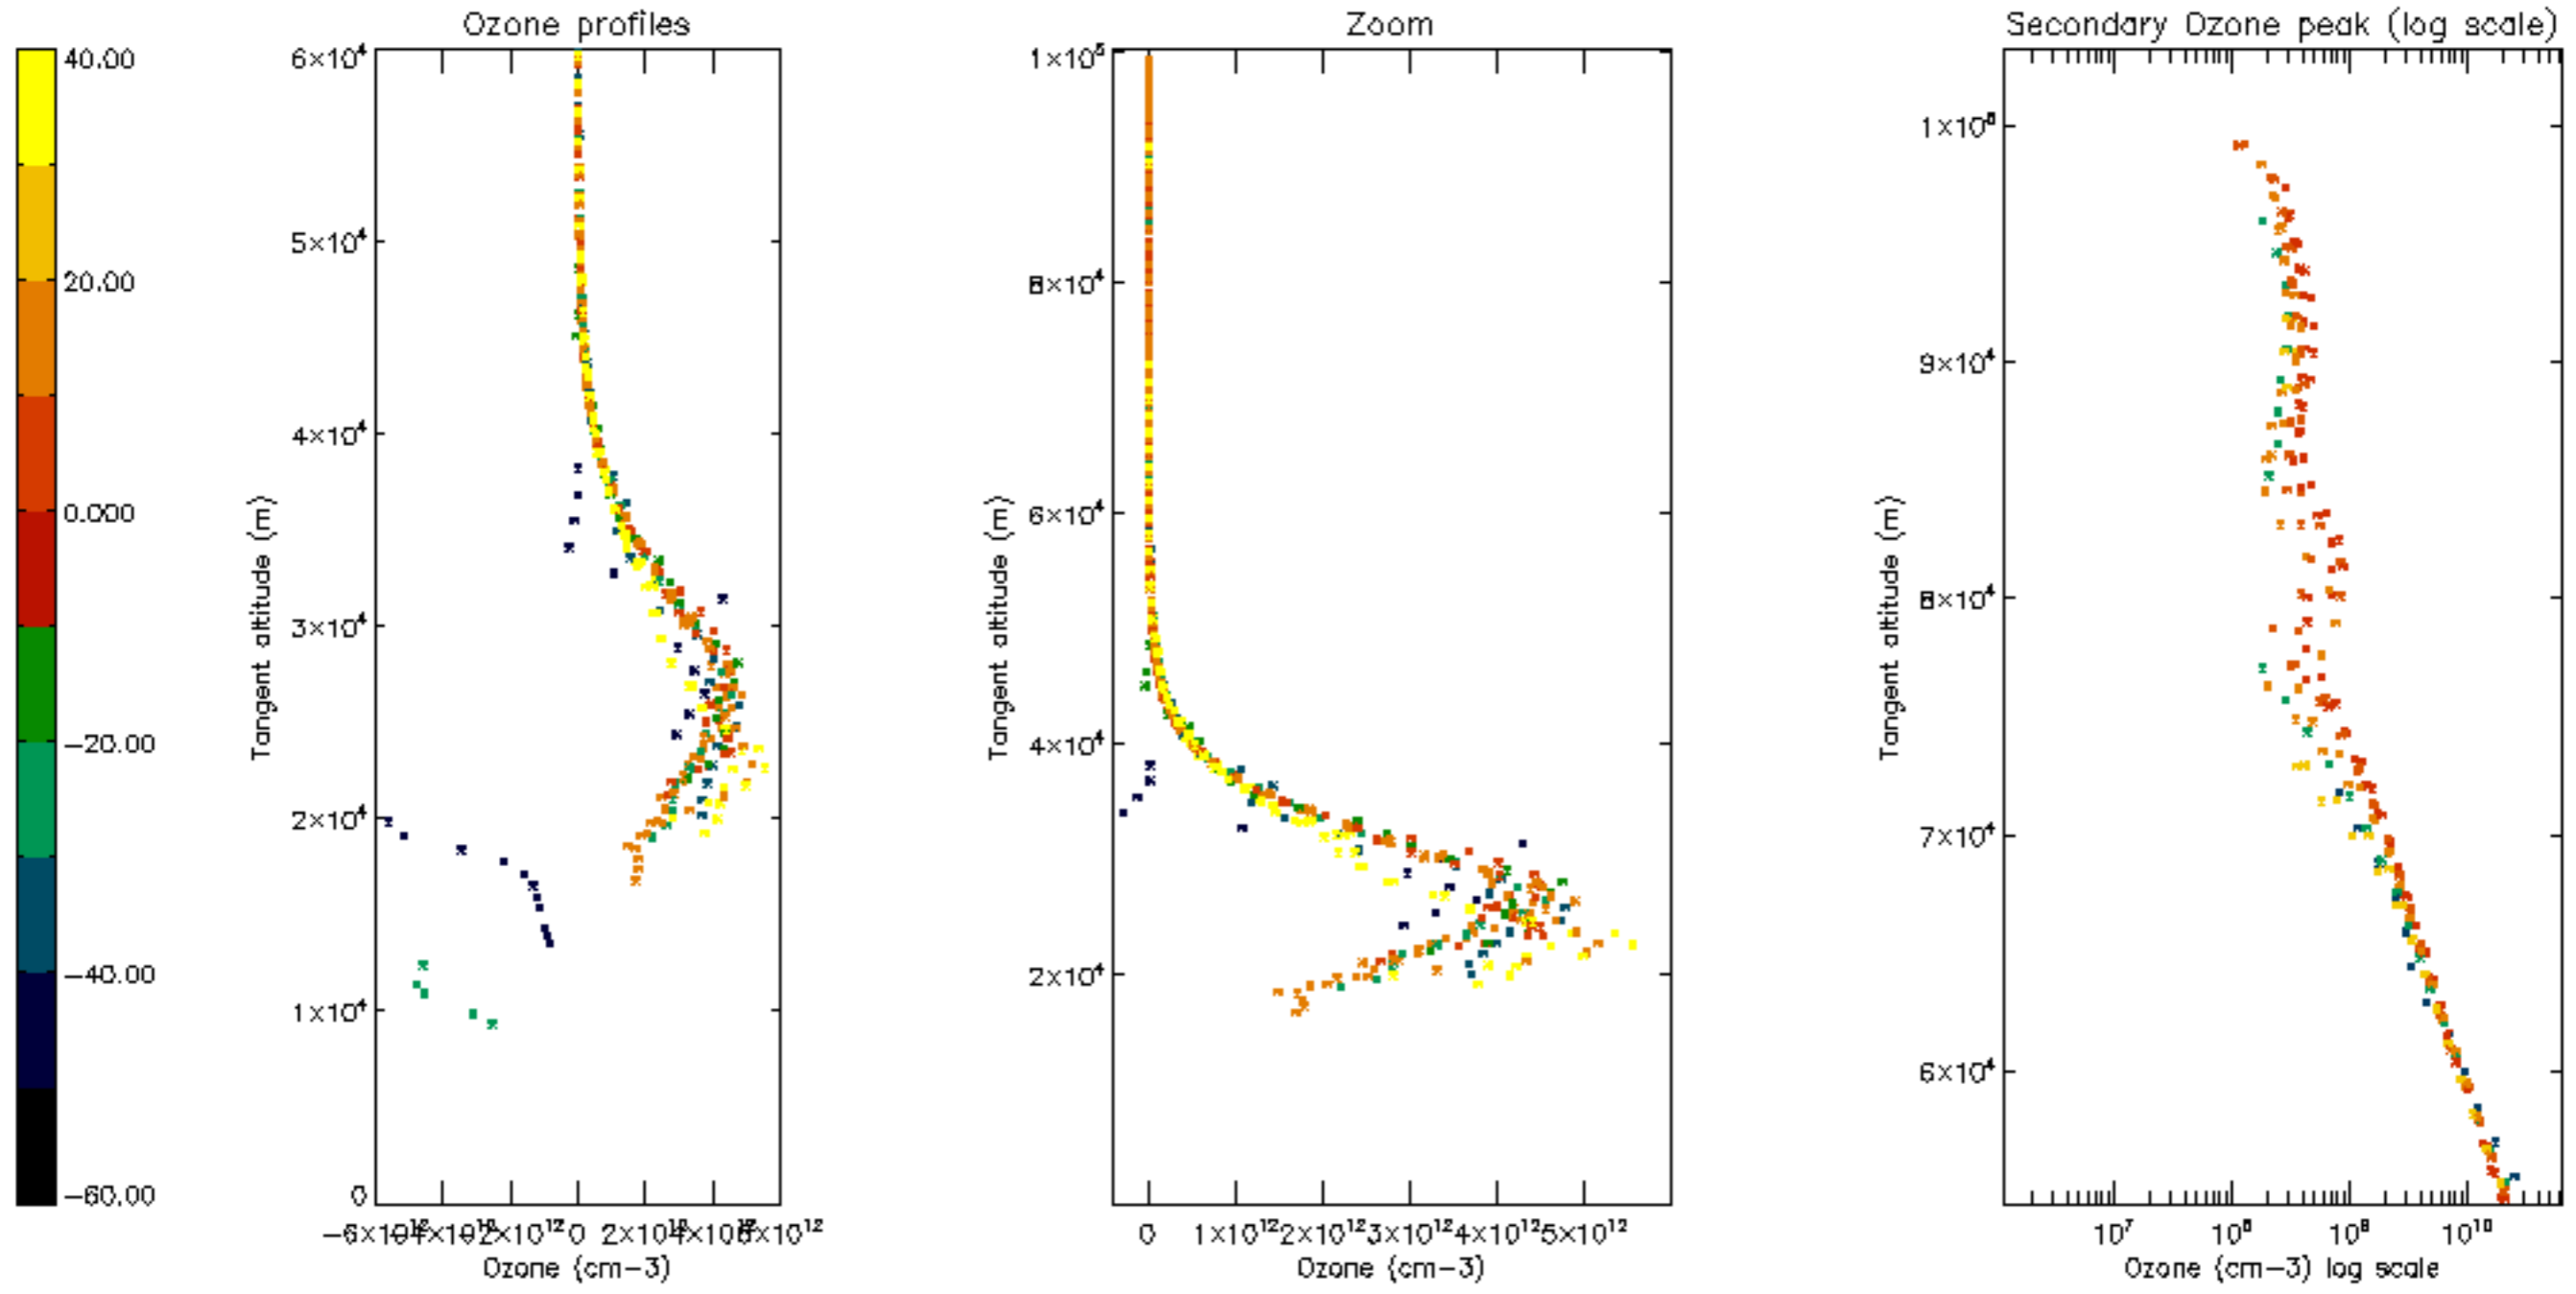 Ozone profiles
Zoom
Secondary Ozone peak (log scale)
40.00
20.00
0.000
-20.00
-40.00
-60.00
6×10⁴
5×10⁴
4×10⁴
3×10⁴
2×10⁴
1×10⁴
0
Tangent altitude (m)
0
Ozone (cm-3)
1×10⁵
8×10⁴
6×10⁴
4×10⁴
2×10⁴
Tangent altitude (m)
0 1×10¹² 2×10¹² 3×10¹² 4×10¹² 5×10¹²
Ozone (cm-3)
9×10⁴
8×10⁴
7×10⁴
6×10⁴
Tangent altitude (m)
10⁷ 10⁸ 10⁹ 10¹⁰
Ozone (cm-3) log scale